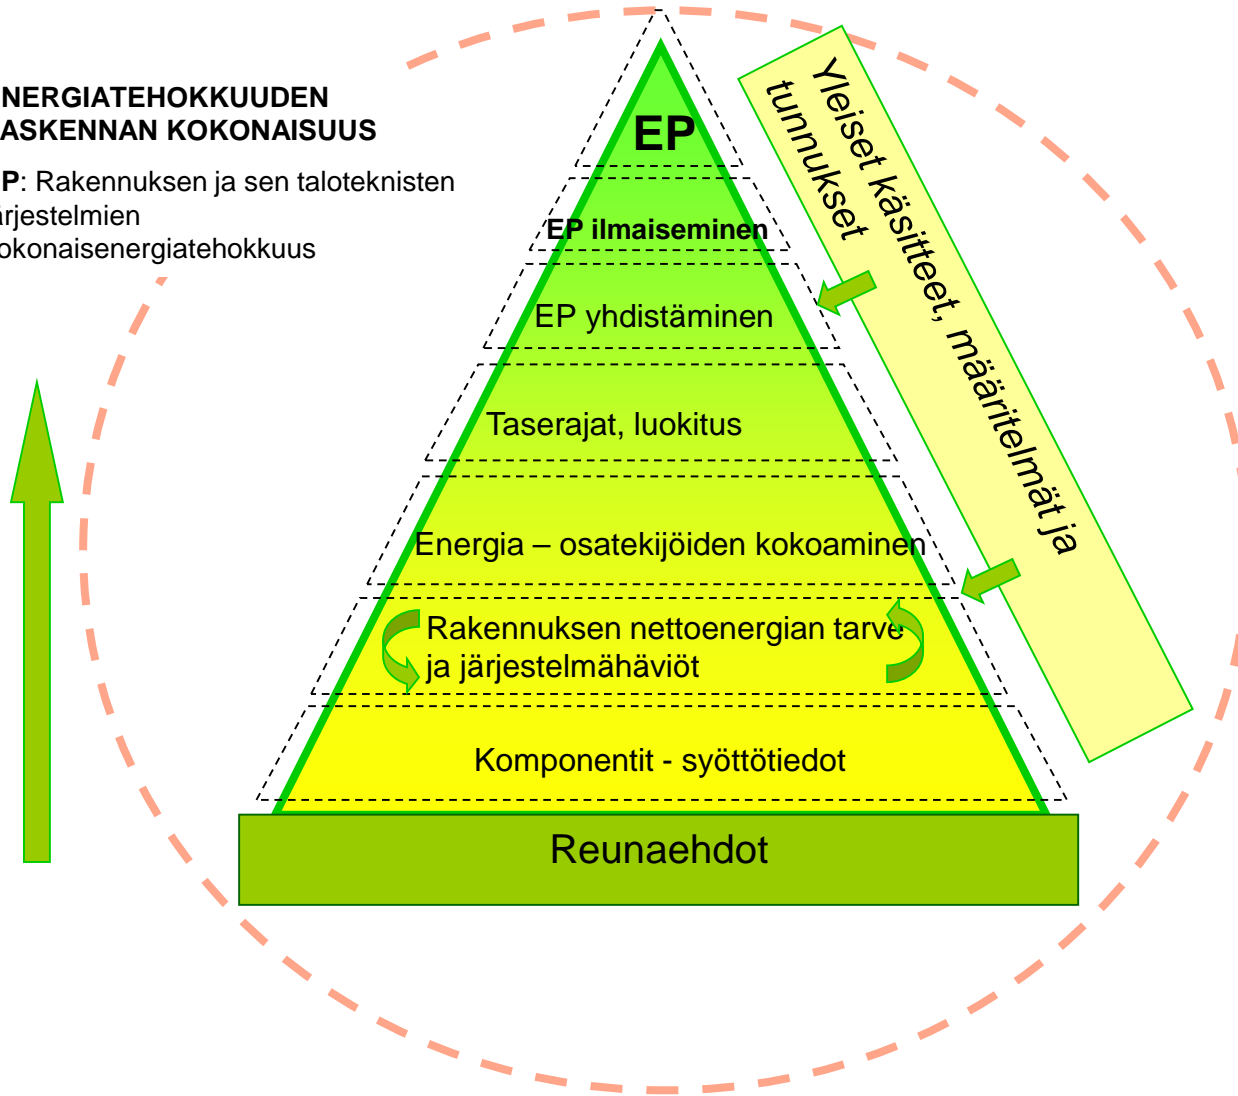 NERGIATEHOKKUUDEN
ASKENNAN KOKONAISUUS
P: Rakennuksen ja sen taloteknisten
ärjestelmien
okonaisenergiatehokkuus
EP
EP ilmaiseminen
EP yhdistäminen
Taserajat, luokitus
Energia – osatekijöiden kokoaminen
Rakennuksen nettoenergian tarve
ja järjestelmähäviöt
Komponentit - syöttötiedot
Reunaehdot
Yleiset käsitteet, määritelmät ja
tunnukset